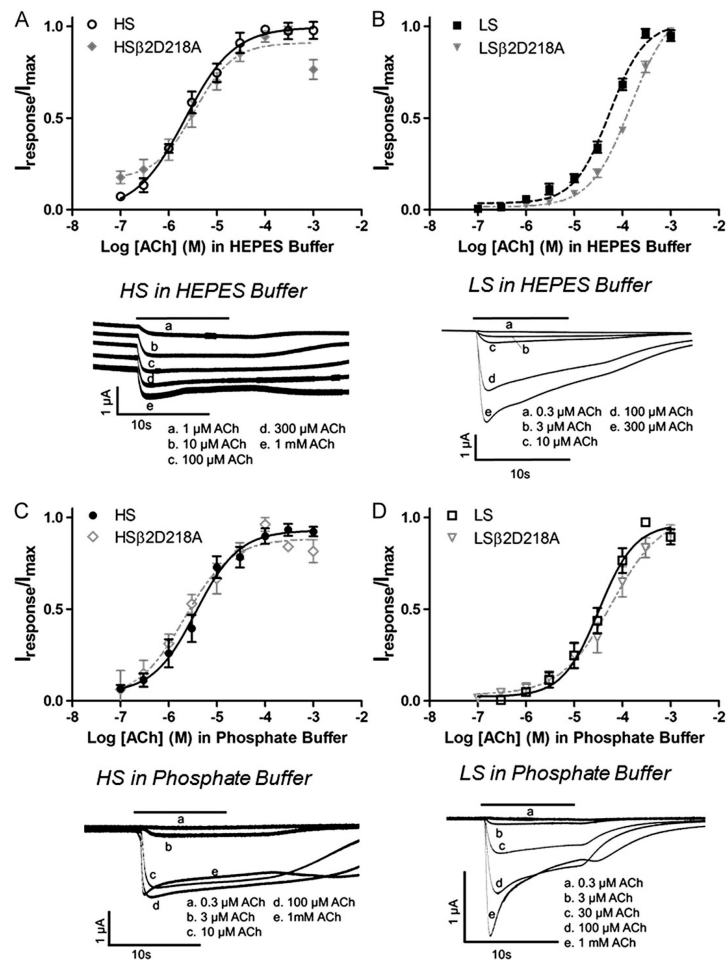 A
HS
HSβ2D218A
Iresponse/Imax
1.0
0.5
0.0
-8 -7 -6 -5 -4 -3 -2
Log [ACh] (M) in HEPES Buffer
B
LS
LSβ2D218A
Iresponse/Imax
1.0
0.5
0.0
-8 -7 -6 -5 -4 -3 -2
Log [ACh] (M) in HEPES Buffer
HS in HEPES Buffer
a
b
c
d
e
1 µA
10s
a. 1 µM ACh d. 300 µM ACh
b. 10 µM ACh e. 1 mM ACh
c. 100 µM ACh
LS in HEPES Buffer
a
b
c
d
e
1 µA
10s
a. 0.3 µM ACh d. 100 µM ACh
b. 3 µM ACh e. 300 µM ACh
c. 10 µM ACh
C
HS
HSβ2D218A
Iresponse/Imax
1.0
0.5
0.0
-8 -7 -6 -5 -4 -3 -2
Log [ACh] (M) in Phosphate Buffer
D
LS
LSβ2D218A
Iresponse/Imax
1.0
0.5
0.0
-8 -7 -6 -5 -4 -3 -2
Log [ACh] (M) in Phosphate Buffer
HS in Phosphate Buffer
a
b
c
e
d
1 µA
10s
a. 0.3 µM ACh d. 100 µM ACh
b. 3 µM ACh e. 1mM ACh
c. 10 µM ACh
LS in Phosphate Buffer
a
b
c
d
e
1 µA
10s
a. 0.3 µM ACh
b. 3 µM ACh
c. 30 µM ACh
d. 100 µM ACh
e. 1 mM ACh